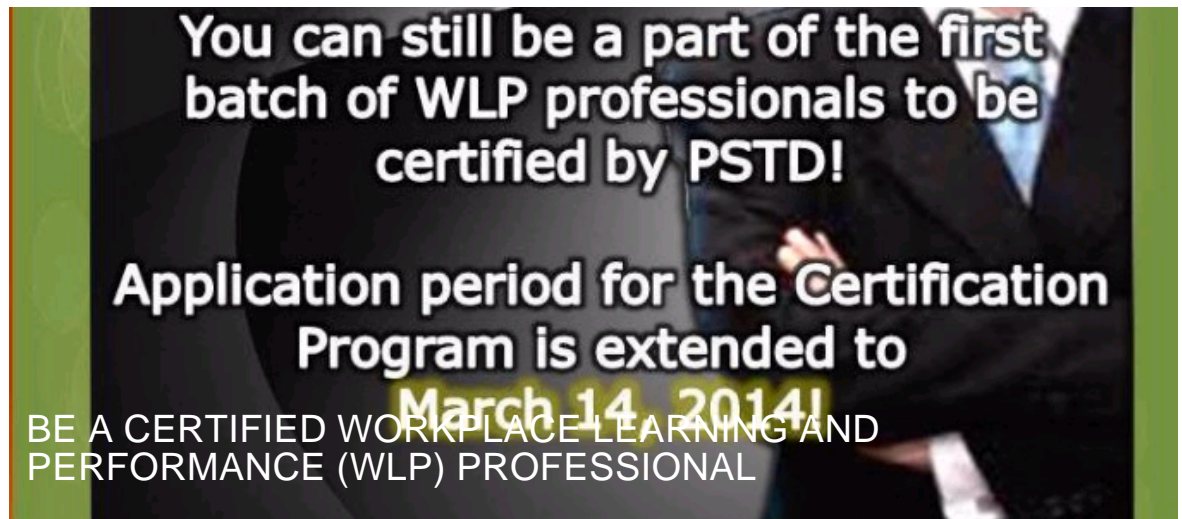 You can still be a part of the first
batch of WLP professionals to be
certified by PSTD!
Application period for the Certification
Program is extended to
March 14, 2014!
BE A CERTIFIED WORKPLACE LEARNING AND
PERFORMANCE (WLP) PROFESSIONAL